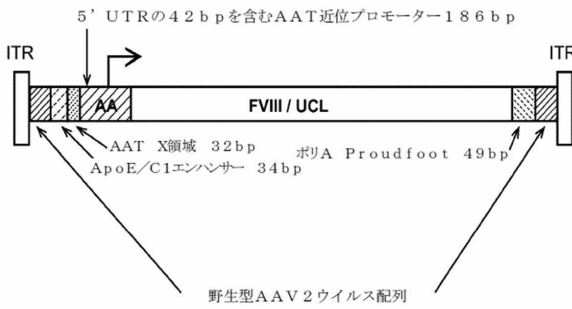 5’ UTRの42bpを含むAAT近位プロモーター186bp
ITR
ITR
AA
FVIII / UCL
AAT X領域 32bp
ポリA Proudfoot 49bp
ApoE/C1エンハンサー 34bp
野生型AAV2ウイルス配列